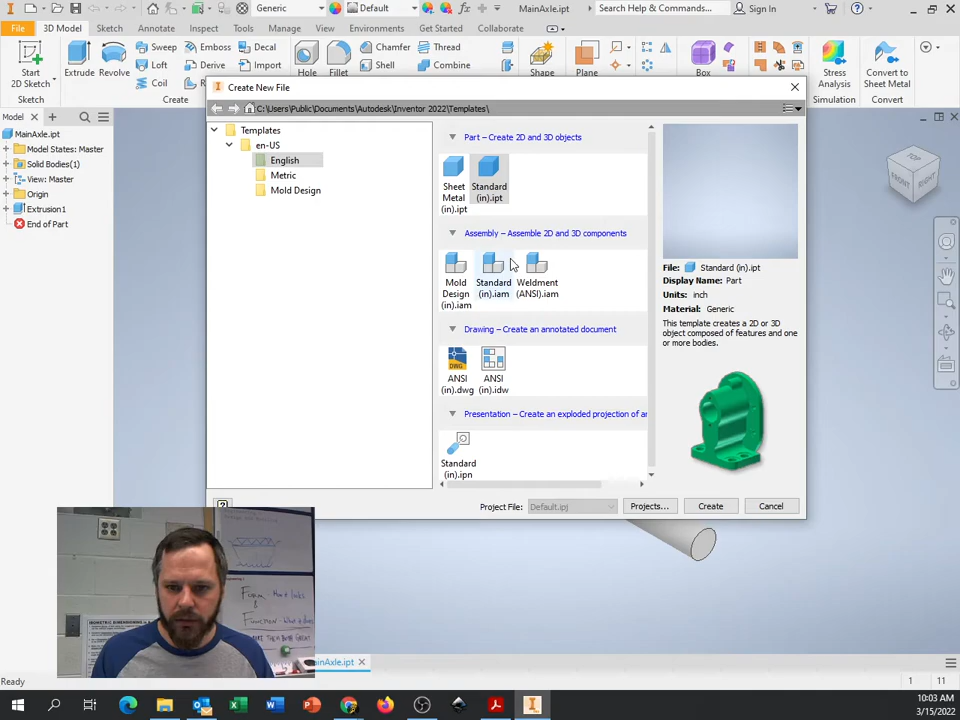 Generic
Default
MainAxle.ipt
Search Help & Commands...
Sign In
File
3D Model
Sketch
Annotate
Inspect
Tools
Manage
View
Environments
Get Started
Collaborate
Start
2D Sketch
Extrude
Revolve
Sweep
Loft
Coil
Emboss
Derive
Decal
Import
Hole
Fillet
Chamfer
Shell
Thread
Combine
Shape
Plane
Box
Stress
Analysis
Convert to
Sheet Metal
Sketch
Create
Simulation
Convert
Model
MainAxle.ipt
Model States: Master
Solid Bodies(1)
View: Master
Origin
Extrusion1
End of Part
Create New File
C:\Users\Public\Documents\Autodesk\Inventor 2022\Templates\
Templates
en-US
English
Metric
Mold Design
Part – Create 2D and 3D objects
Sheet
Metal
(in).ipt
Standard
(in).ipt
Assembly – Assemble 2D and 3D components
Mold
Design
(in).iam
Standard
(in).iam
Weldment
(ANSI).iam
Drawing – Create an annotated document
ANSI
(in).dwg
ANSI
(in).idw
Presentation – Create an exploded projection of ar
Standard
(in).ipn
File: Standard (in).ipt
Display Name: Part
Units: inch
Material: Generic
This template creates a 2D or 3D
object composed of features and one
or more bodies.
Project File:
Default.ipj
Projects...
Create
Cancel
TOP
FRONT
RIGHT
Form
Function
ainAxle.ipt
Ready
1
11
10:03 AM
3/15/2022